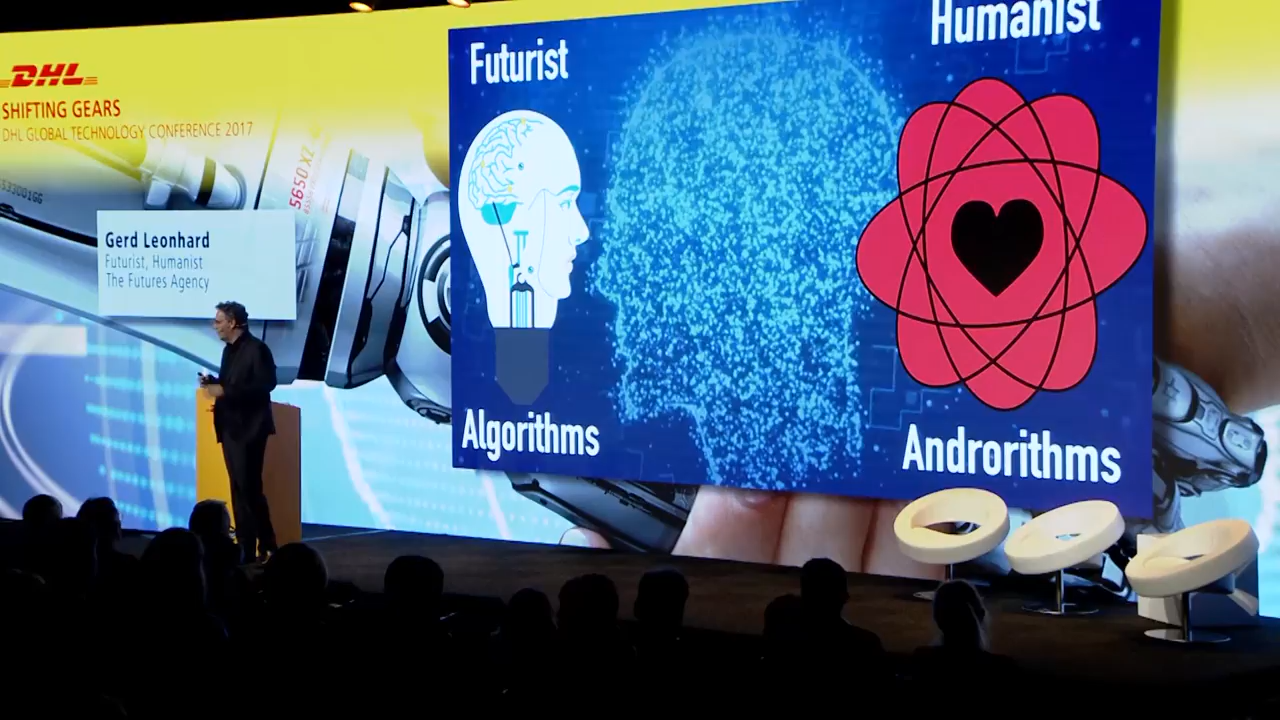 DHL
SHIFTING GEARS
DHL GLOBAL TECHNOLOGY CONFERENCE 2017
5650 XZ
Gerd Leonhard
Futurist, Humanist
The Futures Agency
Futurist
Humanist
Algorithms
Androrithms